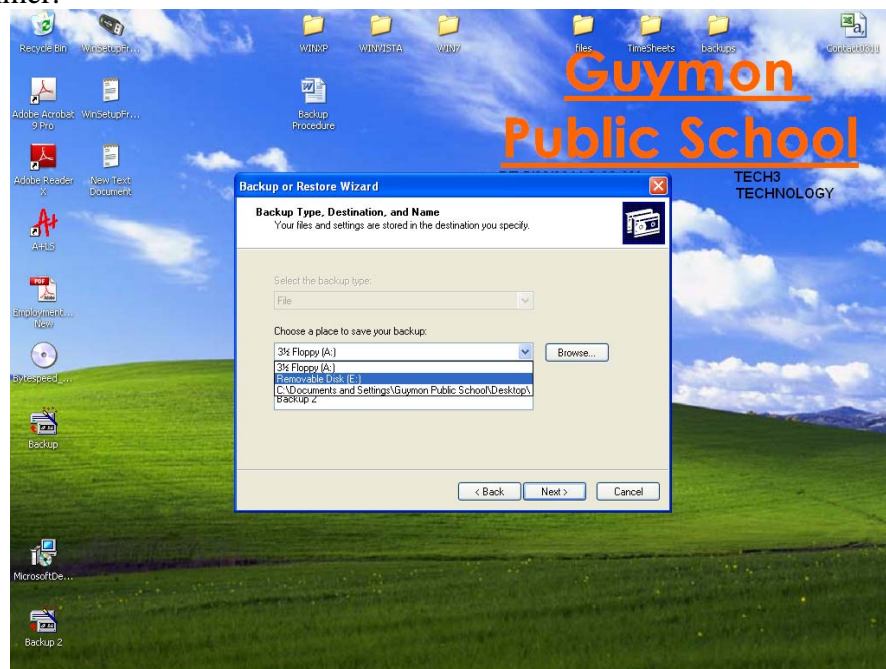 Recycle Bin
WinSetupFr...
WINXP
WINVISTA
WIN7
files
TimeSheets
backups
Guymon
Public School
Adobe Acrobat
9 Pro
WinSetupFr...
Backup
Procedure
Adobe Reader
X
New Text
Document
TECH3
TECHNOLOGY
A+LS
Employment...
New
Bytespeed_...
Backup
MicrosoftDe...
Backup 2
Backup or Restore Wizard
Backup Type, Destination, and Name
Your files and settings are stored in the destination you specify.
Select the backup type:
File
Choose a place to save your backup:
3½ Floppy (A:)
Browse...
3½ Floppy (A:)
Removable Disk (E:)
C:\Documents and Settings\Guymon Public School\Desktop\
Backup 2
< Back
Next >
Cancel